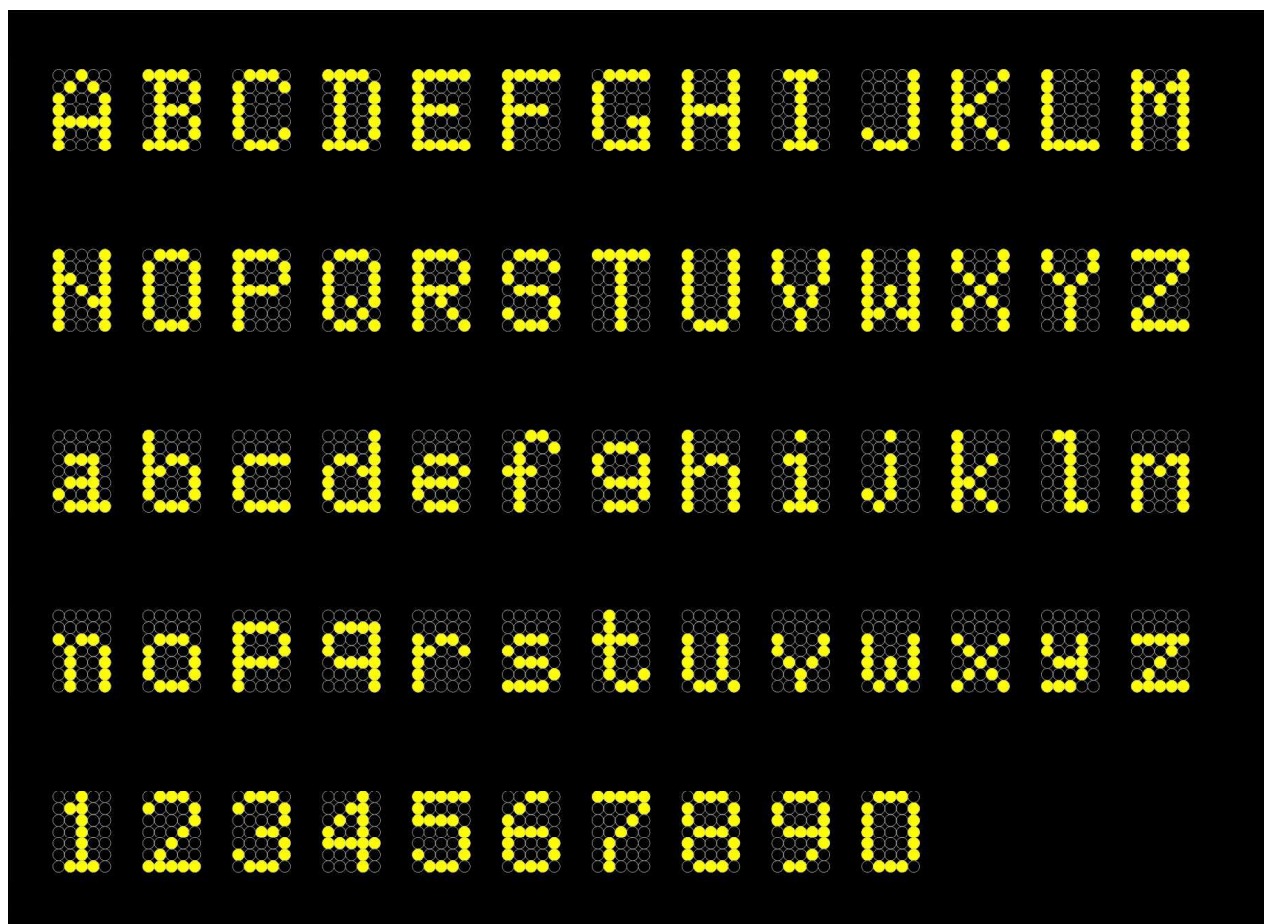 ABCDEFGHIJKLM
NOPQRSTUVWXYZ
abcdefghijklm
nopqrstuvwxyz
1234567890